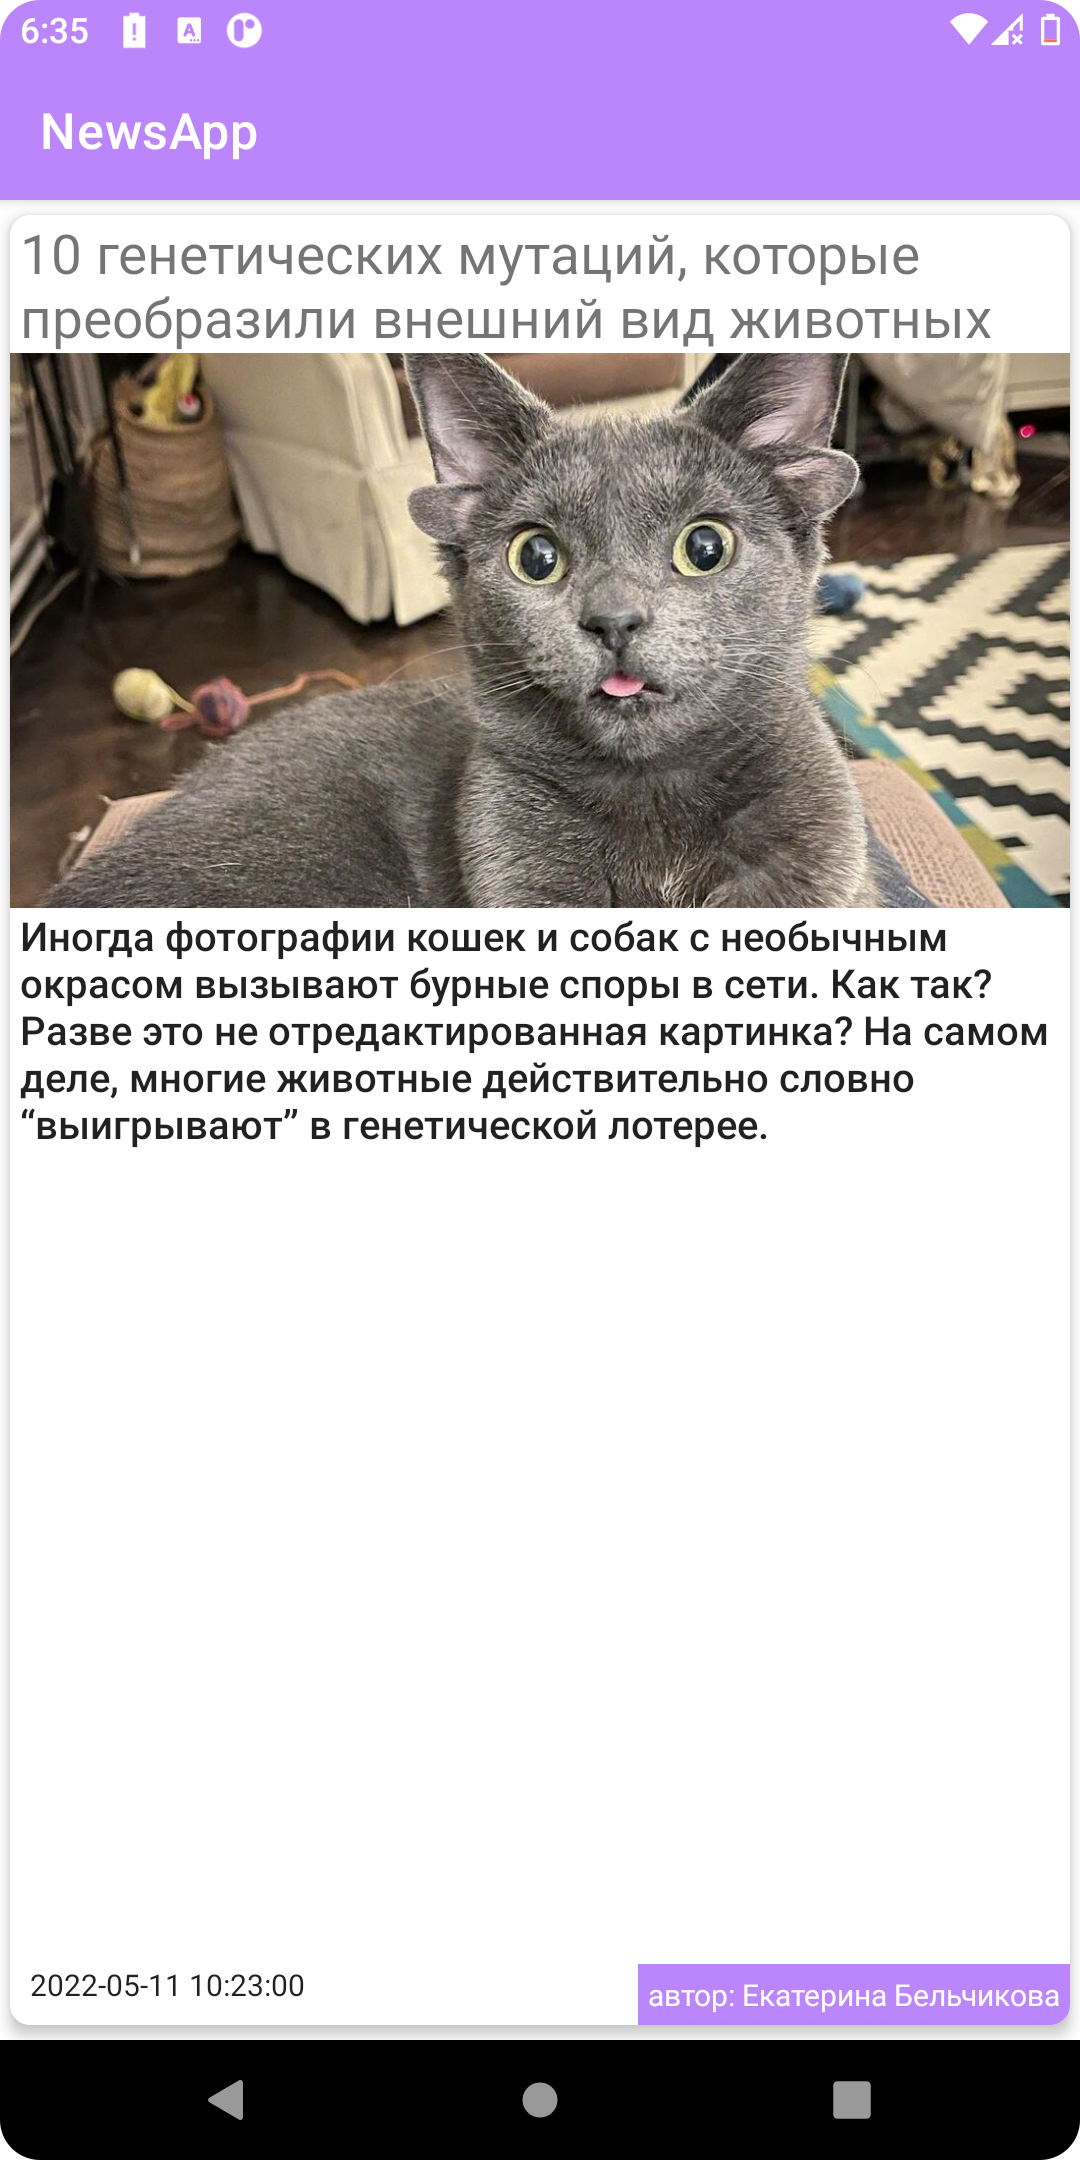 6:35
NewsApp
10 генетических мутаций, которые
преобразили внешний вид животных
Иногда фотографии кошек и собак с необычным
окрасом вызывают бурные споры в сети. Как так?
Разве это не отредактированная картинка? На самом
деле, многие животные действительно словно
“выигрывают” в генетической лотерее.
2022-05-11 10:23:00
автор: Екатерина Бельчикова